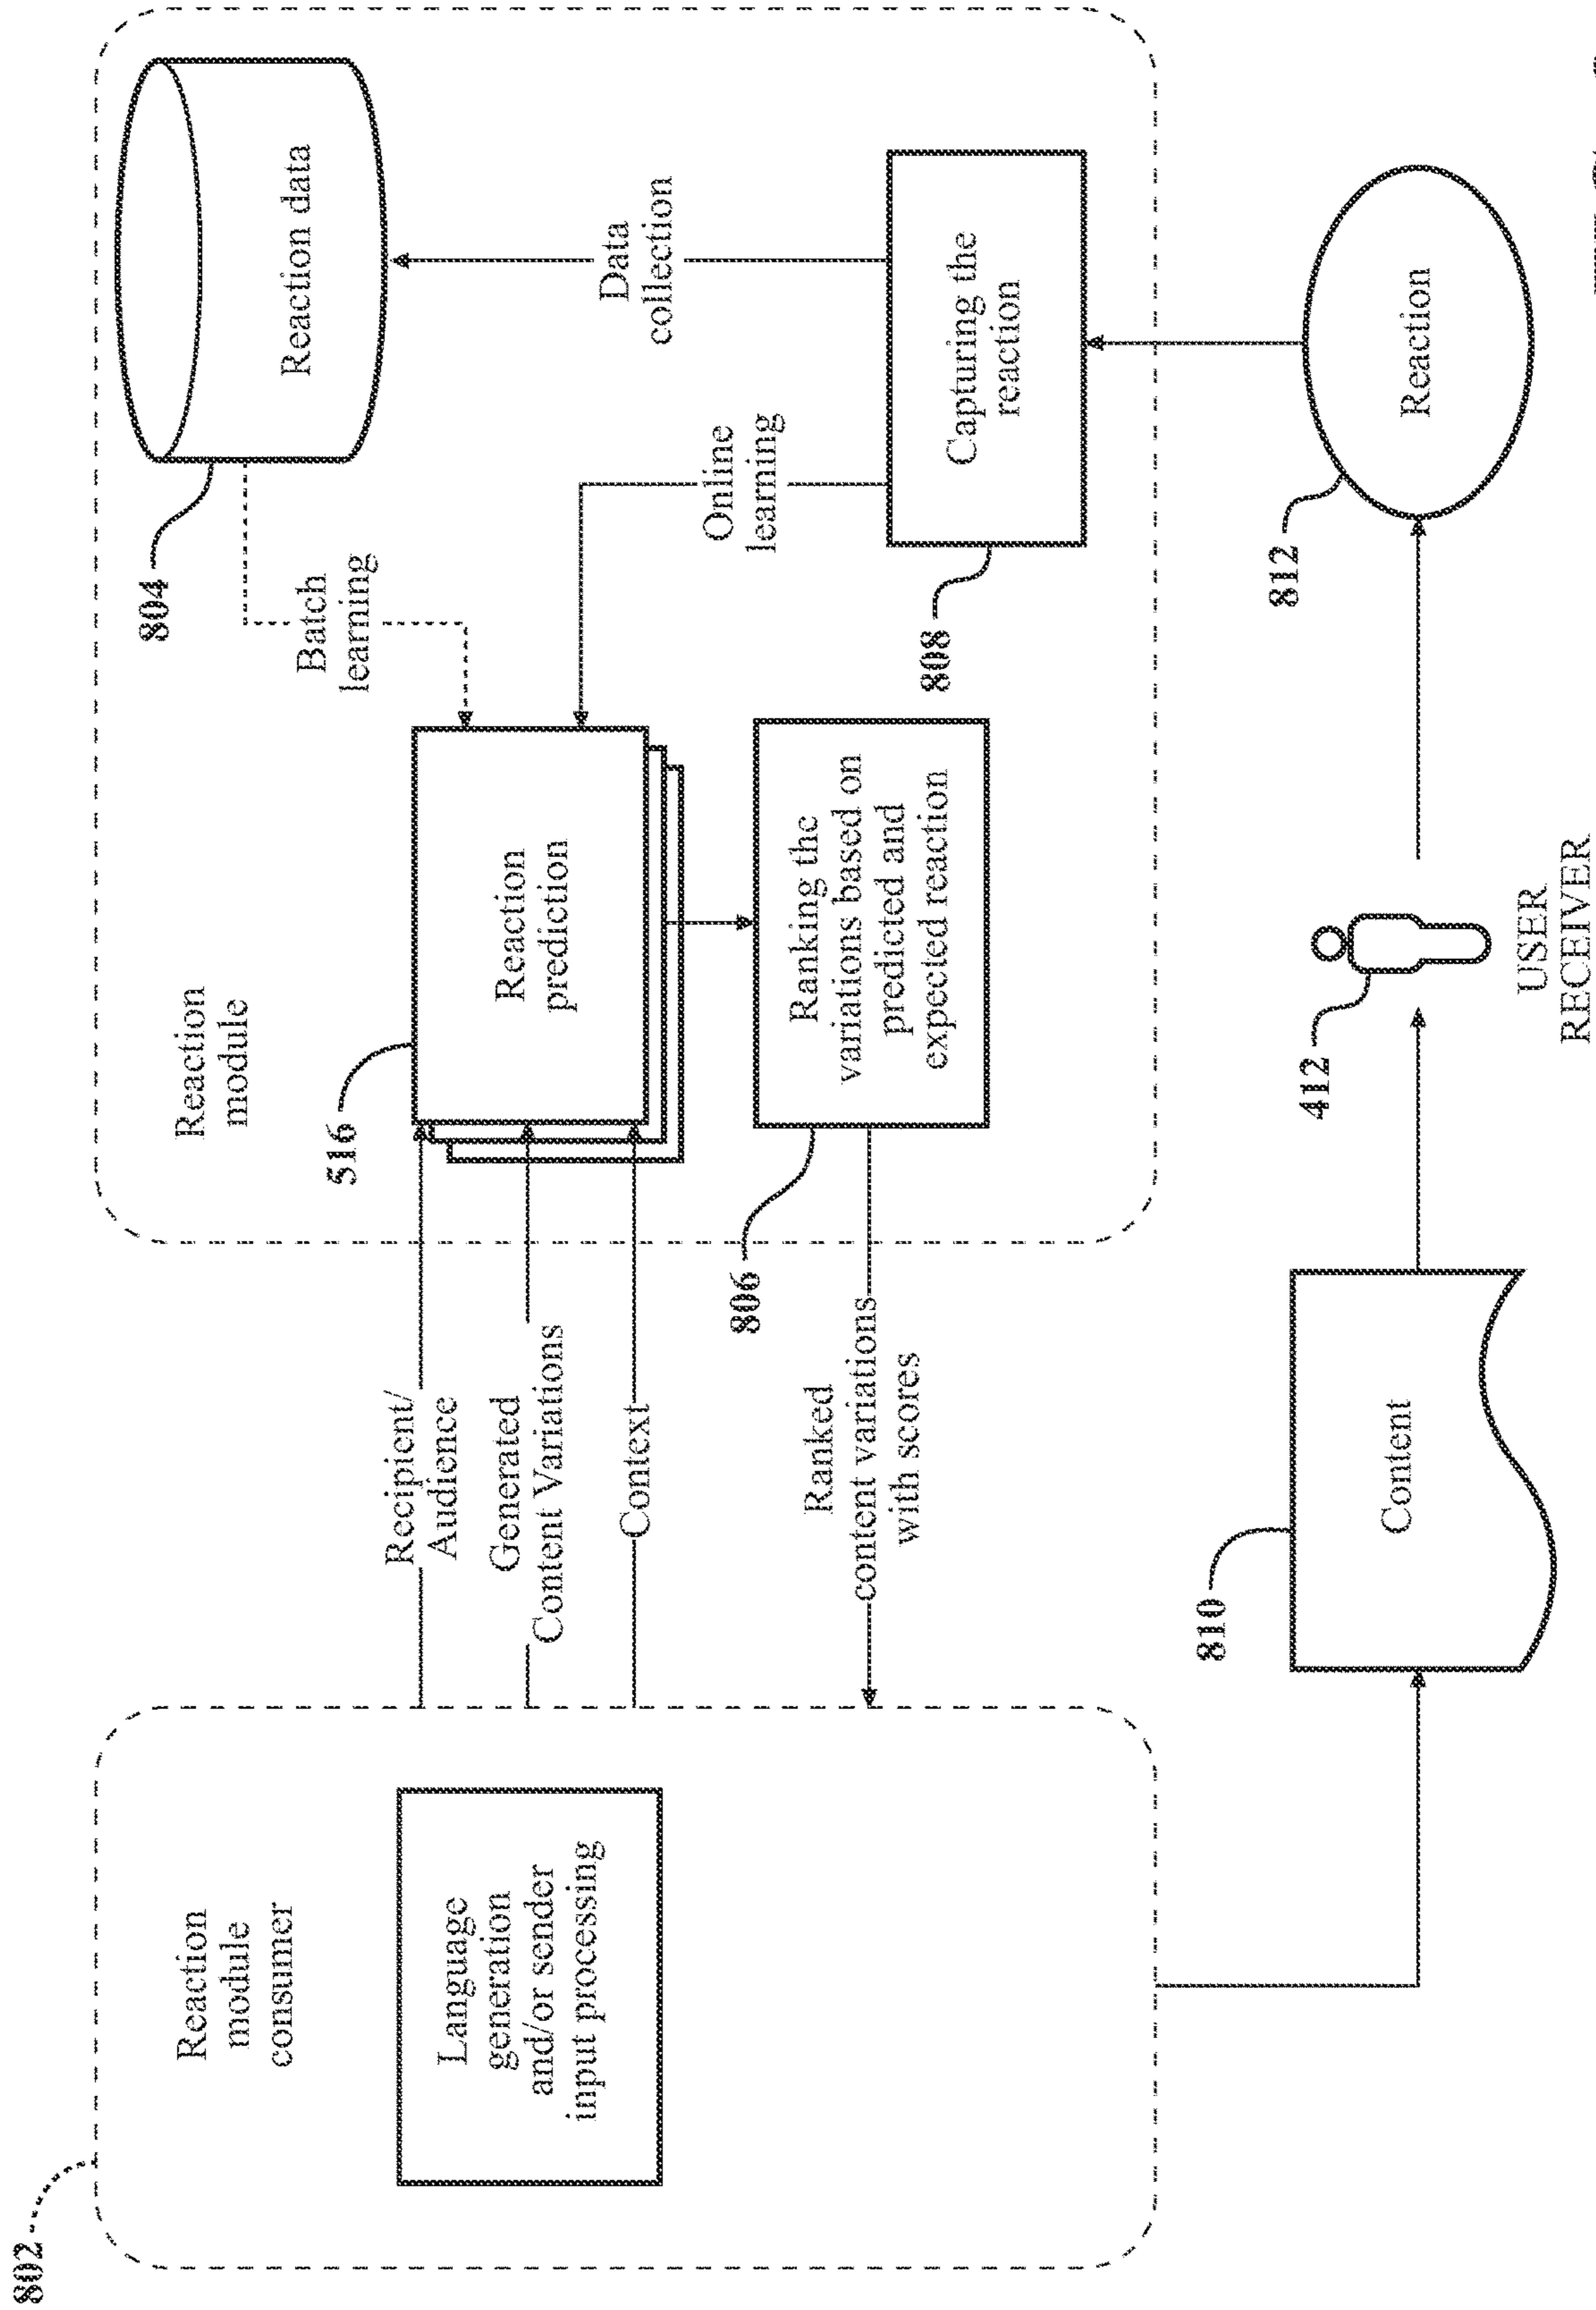 802
Reaction
module
consumer
Language
generation
and/or sender
input processing
Recipient/
Audience
Generated
Content Variations
Context
Ranked
content variations
with scores
Reaction
module
516
Reaction
prediction
Batch
learning
804
Reaction data
Online
learning
Data
collection
806
Ranking the
variations based on
predicted and
expected reaction
808
Capturing the
reaction
810
Content
412
USER
RECEIVER
812
Reaction